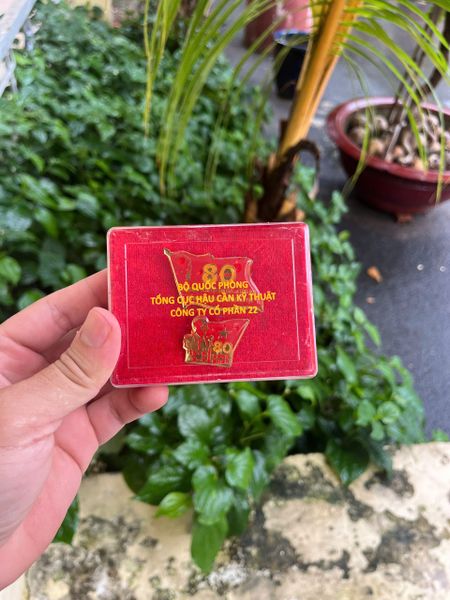 80
BỘ QUỐC PHÒNG
TỔNG CỤC HẬU CẦN KỸ THUẬT
CÔNG TY CỔ PHẦN 22
80